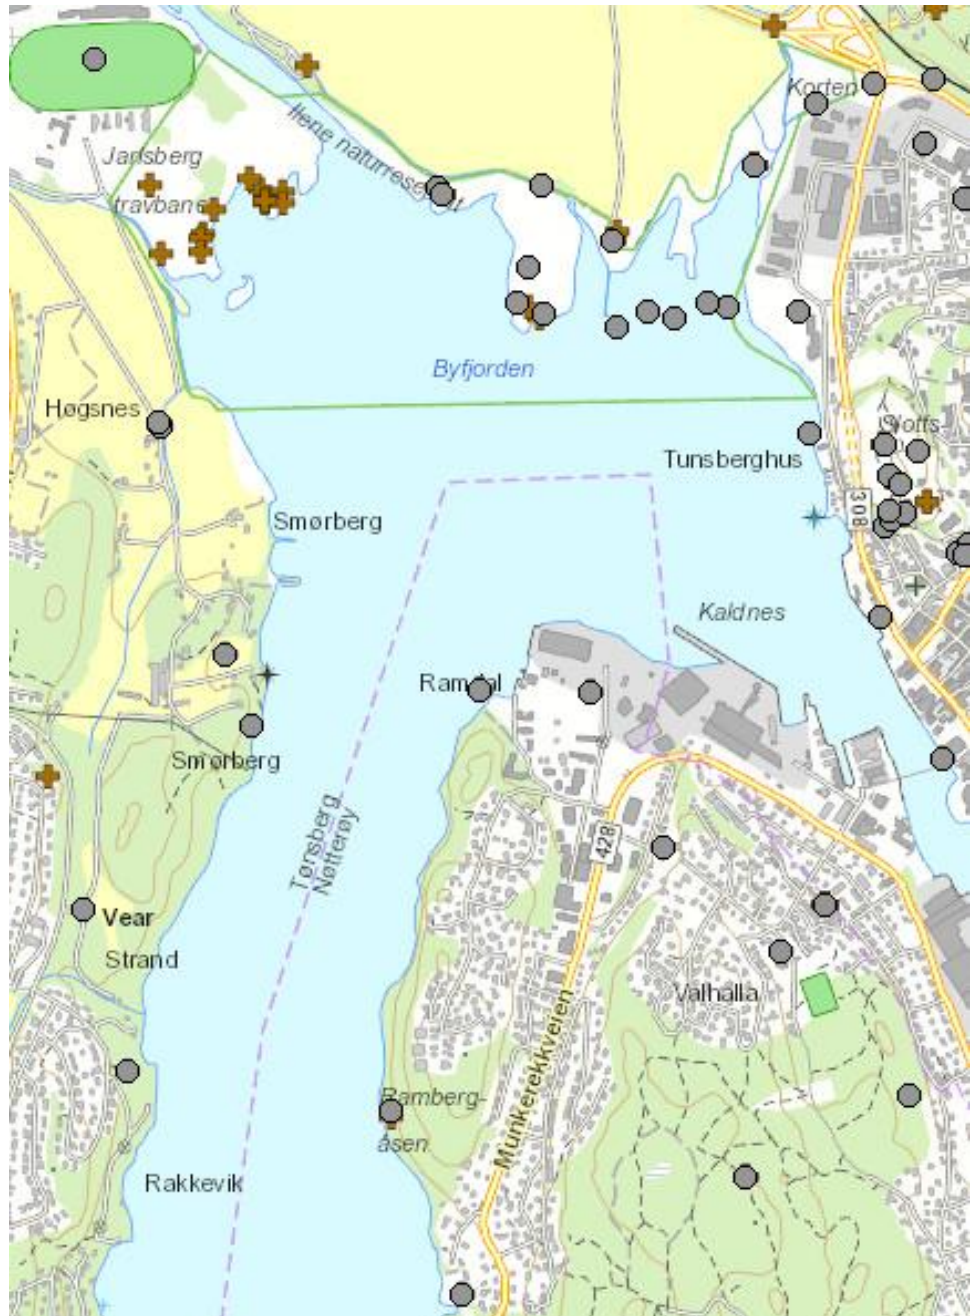 Korten
Ilene naturreservat
Jarlsberg
travbane
Byfjorden
Høgsnes
Slotts-
Tunsberghus
308
Smørberg
Kaldnes
Ramdal
Smørberg
Tønsberg
Nøtterøy
428
Vear
Strand
Valhalla
Munkerekkveien
Ramberg-
åsen
Rakkevik